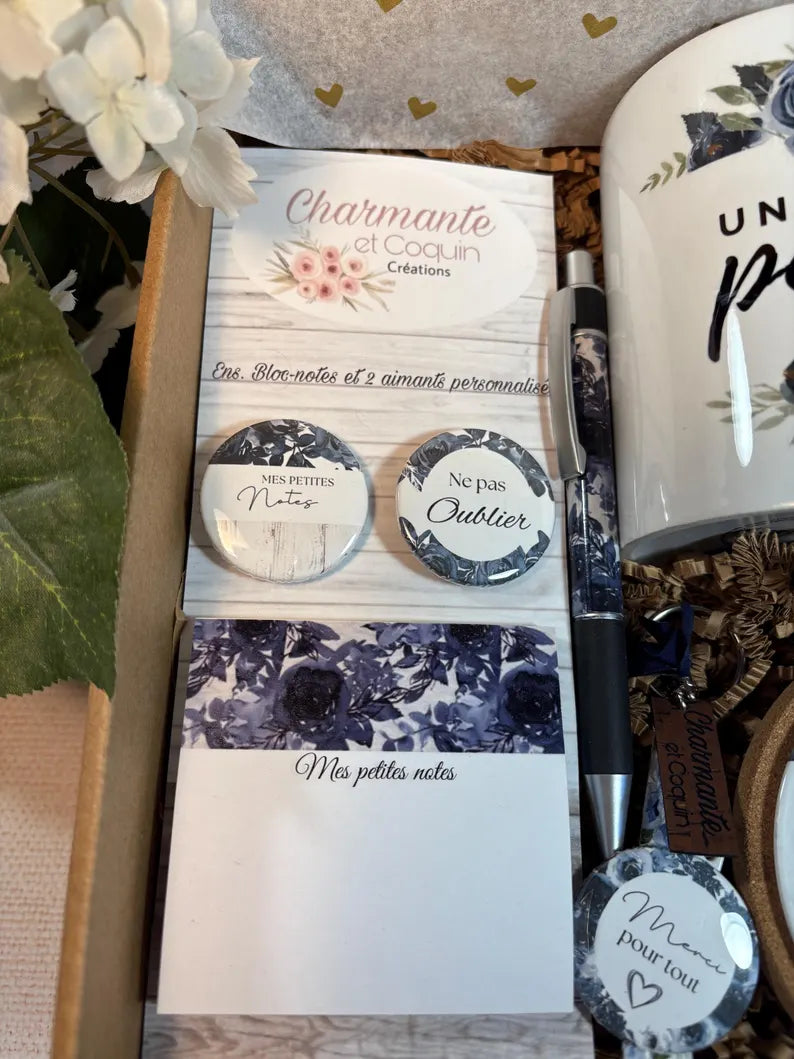 Charmante
et Coquin
Créations
Ens. Bloc-notes et 2 aimants personnalisé
MES PETITES
Notes
Ne pas
Oublier
Mes petites notes
UN
Charmante
et Coquin
Merci
pour tout